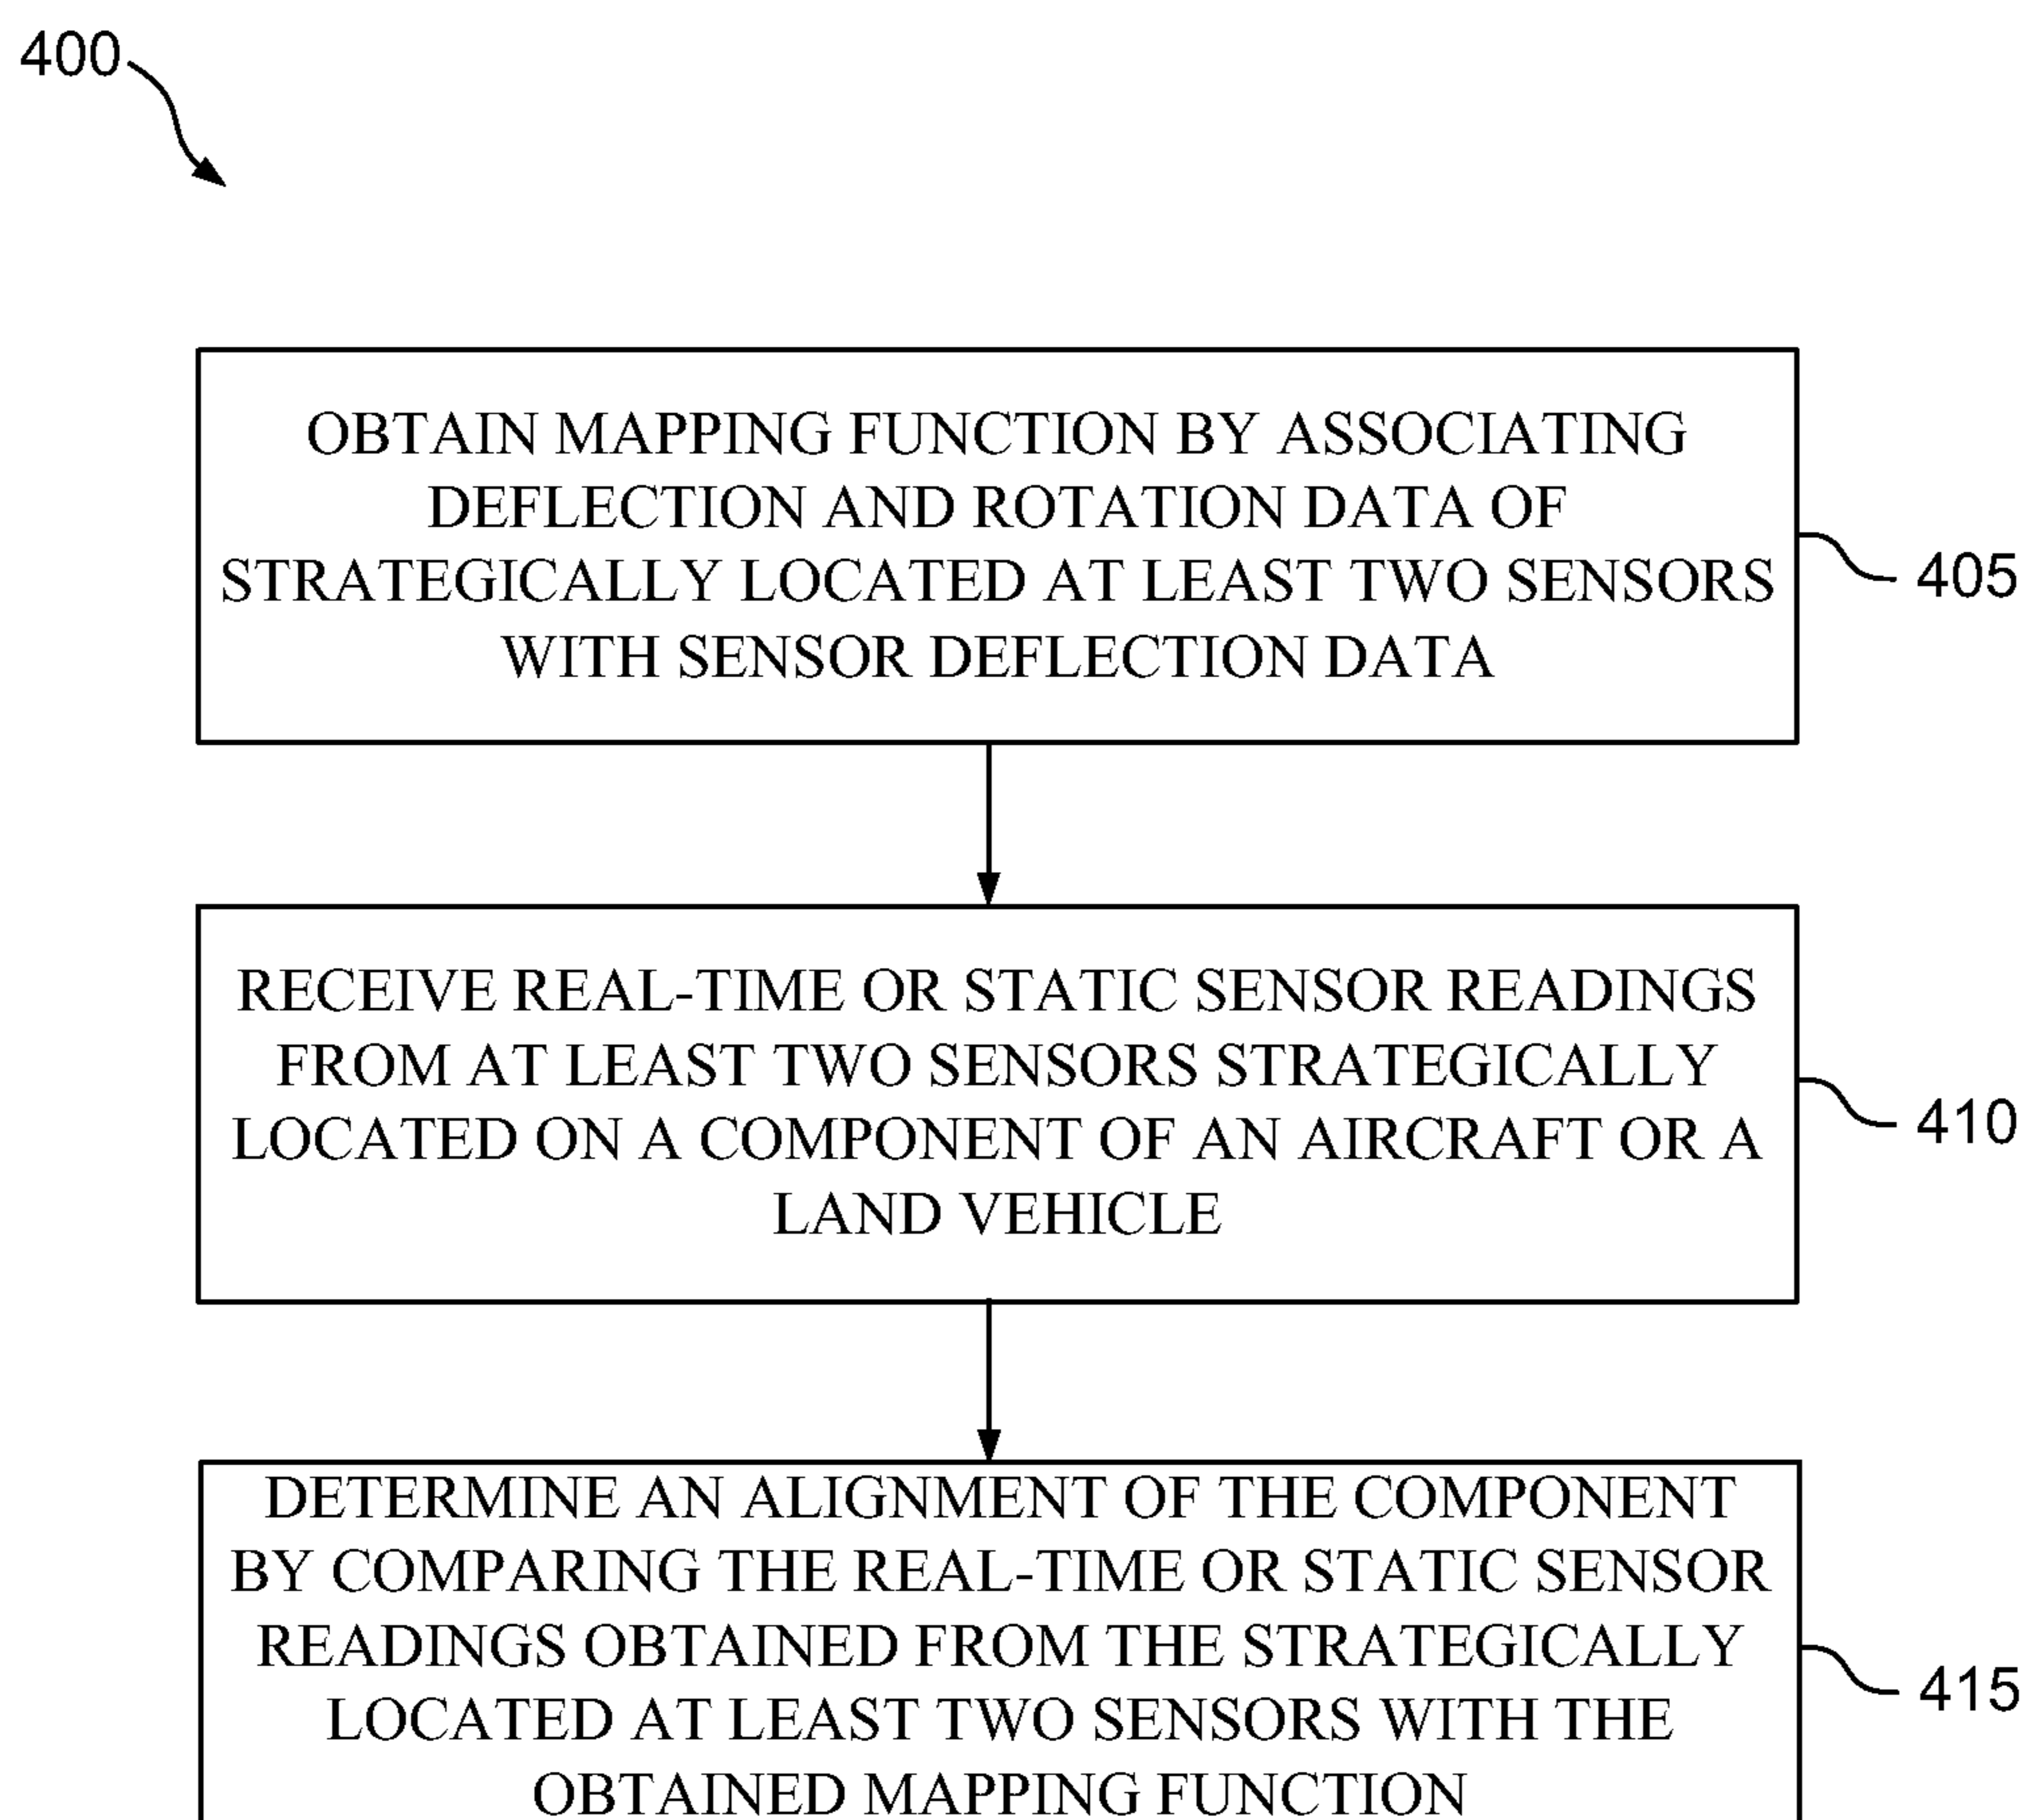 400
OBTAIN MAPPING FUNCTION BY ASSOCIATING
DEFLECTION AND ROTATION DATA OF
STRATEGICALLY LOCATED AT LEAST TWO SENSORS
WITH SENSOR DEFLECTION DATA
405
RECEIVE REAL-TIME OR STATIC SENSOR READINGS
FROM AT LEAST TWO SENSORS STRATEGICALLY
LOCATED ON A COMPONENT OF AN AIRCRAFT OR A
LAND VEHICLE
410
DETERMINE AN ALIGNMENT OF THE COMPONENT
BY COMPARING THE REAL-TIME OR STATIC SENSOR
READINGS OBTAINED FROM THE STRATEGICALLY
LOCATED AT LEAST TWO SENSORS WITH THE
OBTAINED MAPPING FUNCTION
415